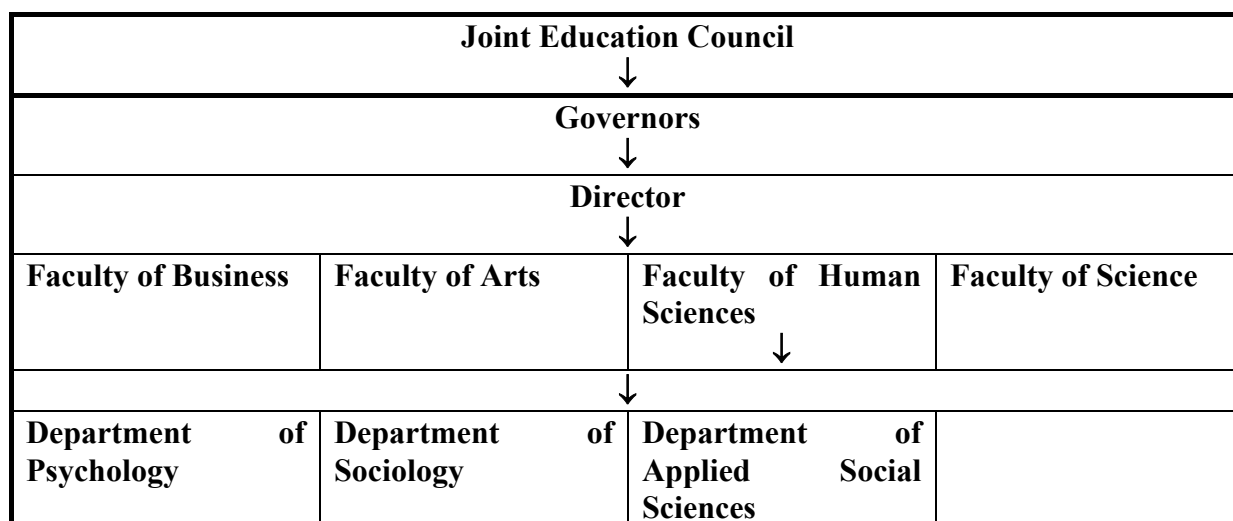 Joint Education Council
↓
Governors
↓
Director
↓
Faculty of Business
Faculty of Arts
Faculty of Human
Sciences
↓
Faculty of Science
↓
Department of
Psychology
Department of
Sociology
Department of
Applied Social
Sciences